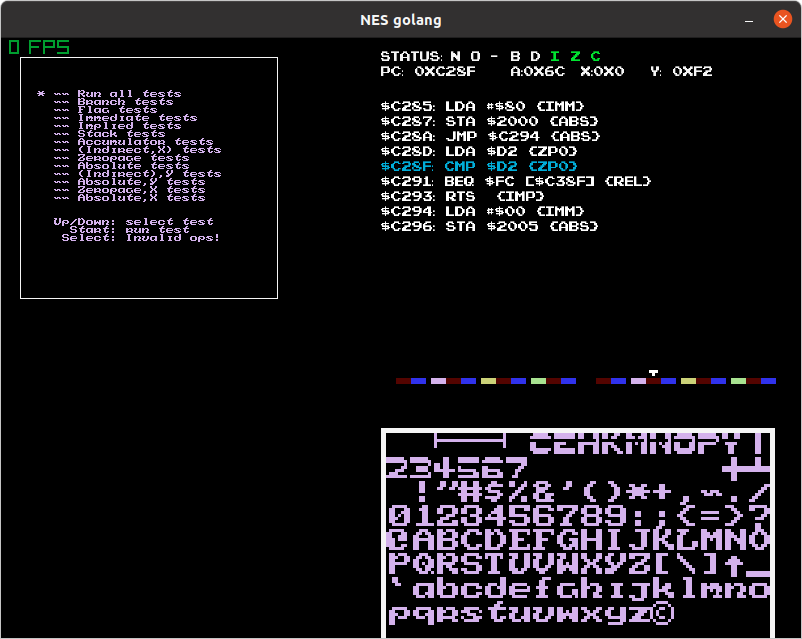 NES golang
0 FPS
* -- Run all tests
-- Branch tests
-- Flag tests
-- Immediate tests
-- Implied tests
-- Stack tests
-- Accumulator tests
-- (Indirect,X) tests
-- Zeropage tests
-- Absolute tests
-- (Indirect),Y tests
-- Absolute,Y tests
-- Zeropage,X tests
-- Absolute,X tests
Up/Down: select test
Start: run test
Select: Invalid ops!
STATUS: N O - B D I Z C
PC: 0XC28F A:0X6C X:0X0 Y: 0XF2
$C285: LDA #$80 {IMM}
$C287: STA $2000 {ABS}
$C28A: JMP $C294 {ABS}
$C28D: LDA $D2 {ZP0}
$C28F: CMP $D2 {ZP0}
$C291: BEQ $FC [$C38F] {REL}
$C293: RTS {IMP}
$C294: LDA #$00 {IMM}
$C296: STA $2005 {ABS}
234567
!"#$%&'()*+,-./
0123456789:;<=>?
@ABCDEFGHIJKLMNO
PQRSTUVWXYZ[\]↑_
`abcdefghijklmno
pqrstuvwxyz©